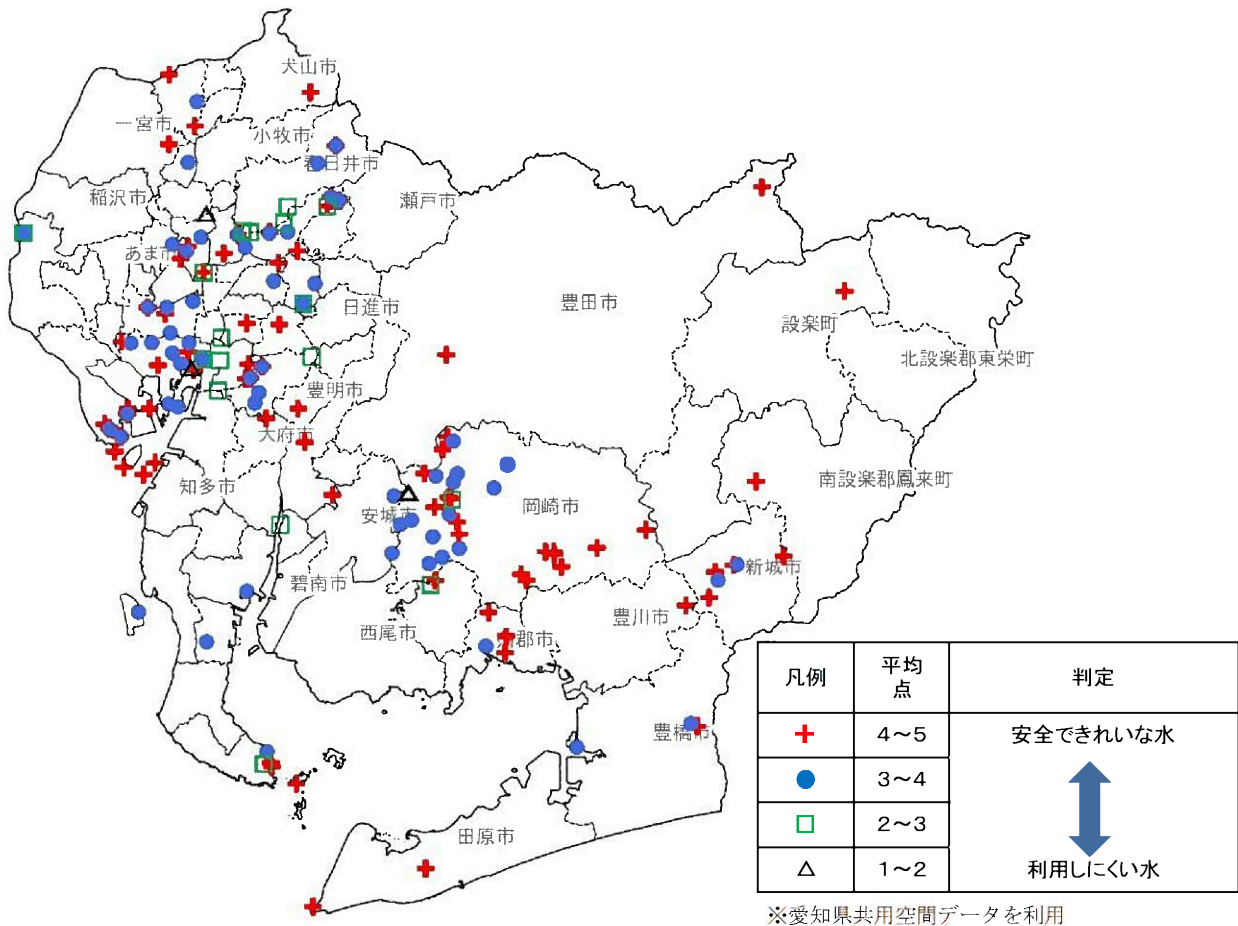 犬山市
一宮市
小牧市
春日井市
稲沢市
瀬戸市
あま市
日進市
豊田市
設楽町
北設楽郡東栄町
豊明市
大府市
知多市
安城市
岡崎市
南設楽郡鳳来町
碧南市
新城市
西尾市
郡市
豊川市
豊橋市
田原市
凡例 平均点 判定
4～5 安全できれいな水
3～4
2～3
1～2 利用しにくい水
※愛知県共用空間データを利用